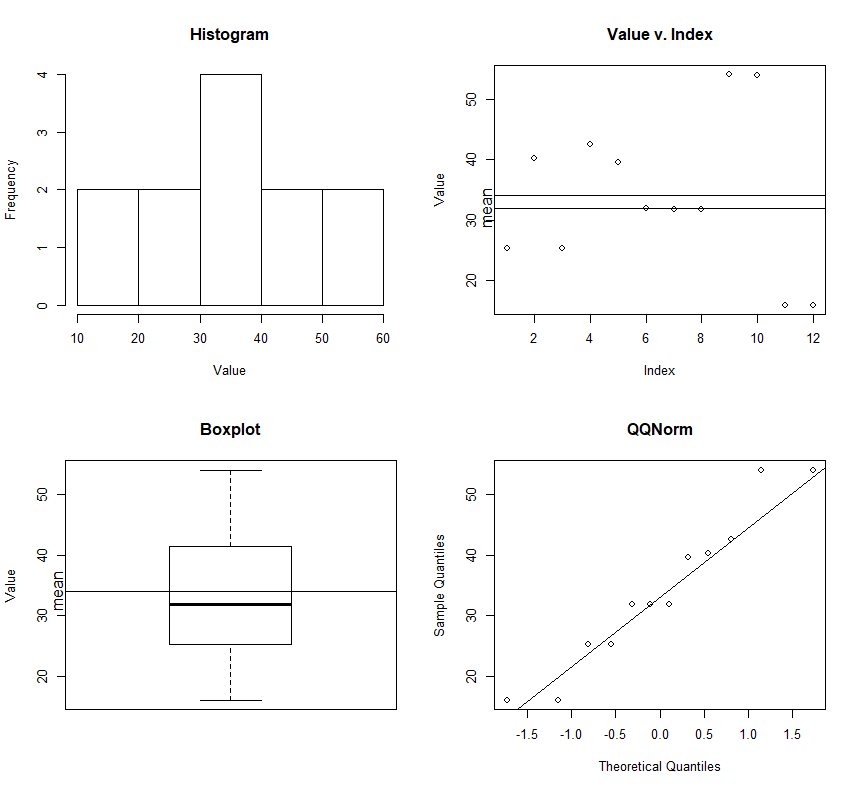 Histogram
Frequency
4
3
2
1
0
10 20 30 40 50 60
Value
Value v. Index
Value
mean
50
40
30
20
2 4 6 8 10 12
Index
Boxplot
Value
mean
50
40
30
20
QQNorm
Sample Quantiles
50
40
30
20
-1.5 -1.0 -0.5 0.0 0.5 1.0 1.5
Theoretical Quantiles